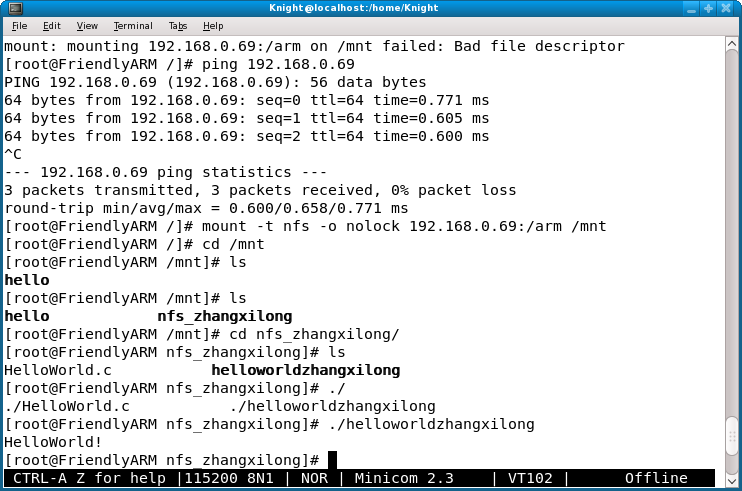 Knight@localhost:/home/Knight
File Edit View Terminal Tabs Help
mount: mounting 192.168.0.69:/arm on /mnt failed: Bad file descriptor
[root@FriendlyARM /]# ping 192.168.0.69
PING 192.168.0.69 (192.168.0.69): 56 data bytes
64 bytes from 192.168.0.69: seq=0 ttl=64 time=0.771 ms
64 bytes from 192.168.0.69: seq=1 ttl=64 time=0.605 ms
64 bytes from 192.168.0.69: seq=2 ttl=64 time=0.600 ms
^C
--- 192.168.0.69 ping statistics ---
3 packets transmitted, 3 packets received, 0% packet loss
round-trip min/avg/max = 0.600/0.658/0.771 ms
[root@FriendlyARM /]# mount -t nfs -o nolock 192.168.0.69:/arm /mnt
[root@FriendlyARM /]# cd /mnt
[root@FriendlyARM /mnt]# ls
hello
[root@FriendlyARM /mnt]# ls
hello            nfs_zhangxilong
[root@FriendlyARM /mnt]# cd nfs_zhangxilong/
[root@FriendlyARM nfs_zhangxilong]# ls
HelloWorld.c           helloworldzhangxilong
[root@FriendlyARM nfs_zhangxilong]# ./
./HelloWorld.c           ./helloworldzhangxilong
[root@FriendlyARM nfs_zhangxilong]# ./helloworldzhangxilong
HelloWorld!
[root@FriendlyARM nfs_zhangxilong]#
CTRL-A Z for help |115200 8N1 | NOR | Minicom 2.3    | VT102 |      Offline